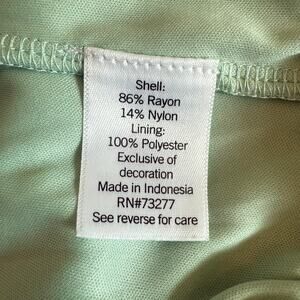 Shell:
86% Rayon
14% Nylon
Lining:
100% Polyester
Exclusive of
decoration
Made in Indonesia
RN#73277
See reverse for care